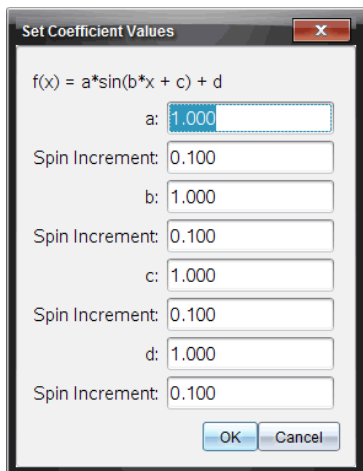 Set Coefficient Values
x
f(x) = a*sin(b*x + c) + d
a: 1.000
Spin Increment: 0.100
b: 1.000
Spin Increment: 0.100
c: 1.000
Spin Increment: 0.100
d: 1.000
Spin Increment: 0.100
OK Cancel